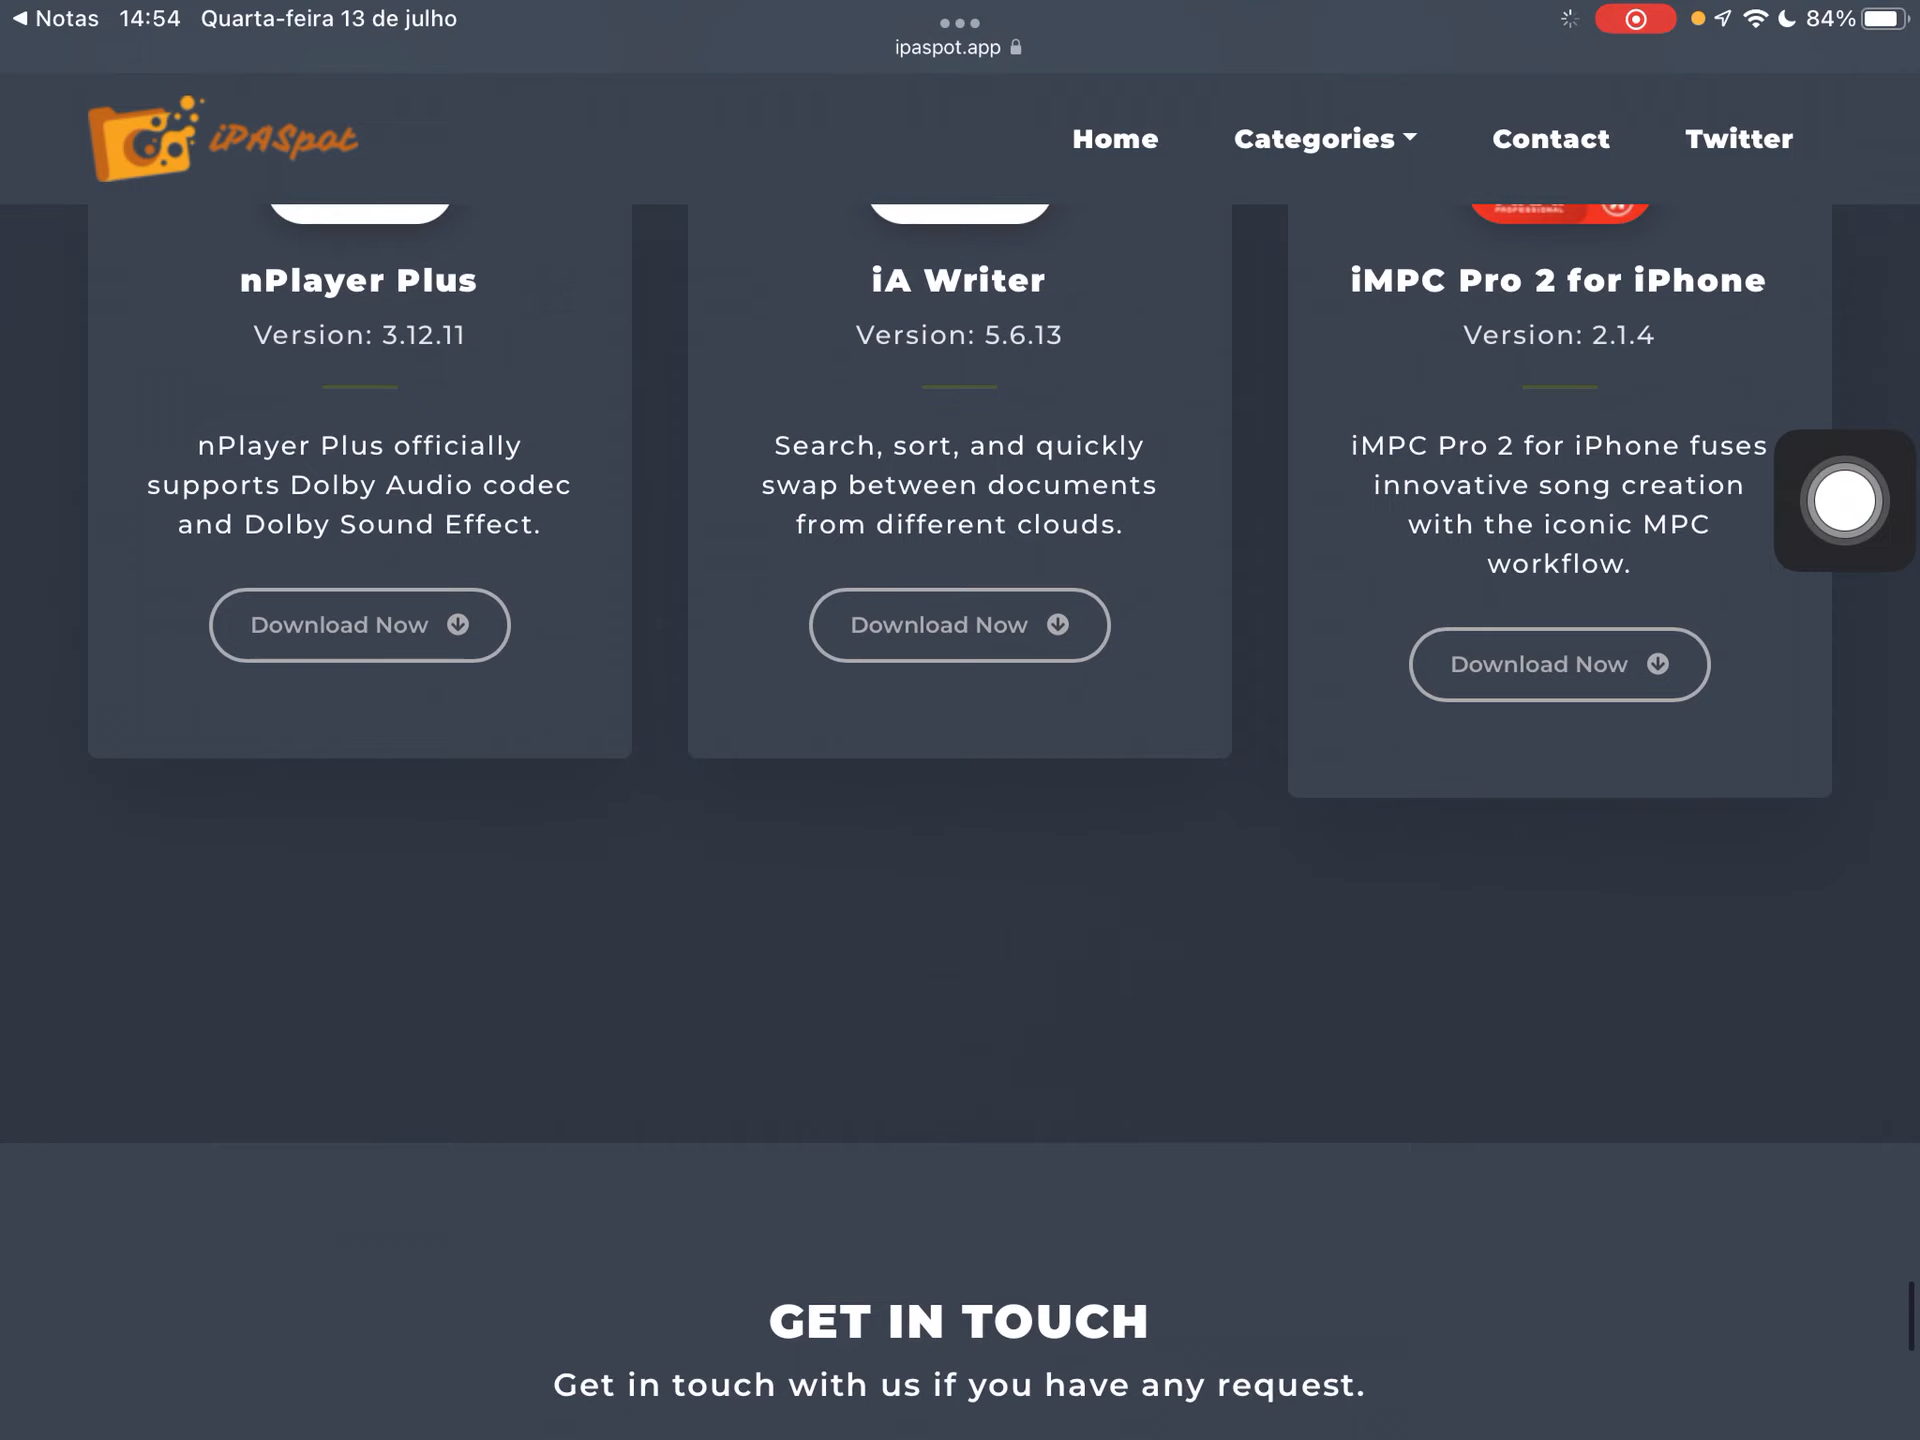 Notas 14:54 Quarta-feira 13 de julho
84%
ipaspot.app
iPASpot
Home Categories Contact Twitter
PROFESSIONAL
nPlayer Plus
Version: 3.12.11
nPlayer Plus officially
supports Dolby Audio codec
and Dolby Sound Effect.
Download Now
iA Writer
Version: 5.6.13
Search, sort, and quickly
swap between documents
from different clouds.
Download Now
iMPC Pro 2 for iPhone
Version: 2.1.4
iMPC Pro 2 for iPhone fuses
innovative song creation
with the iconic MPC
workflow.
Download Now
GET IN TOUCH
Get in touch with us if you have any request.